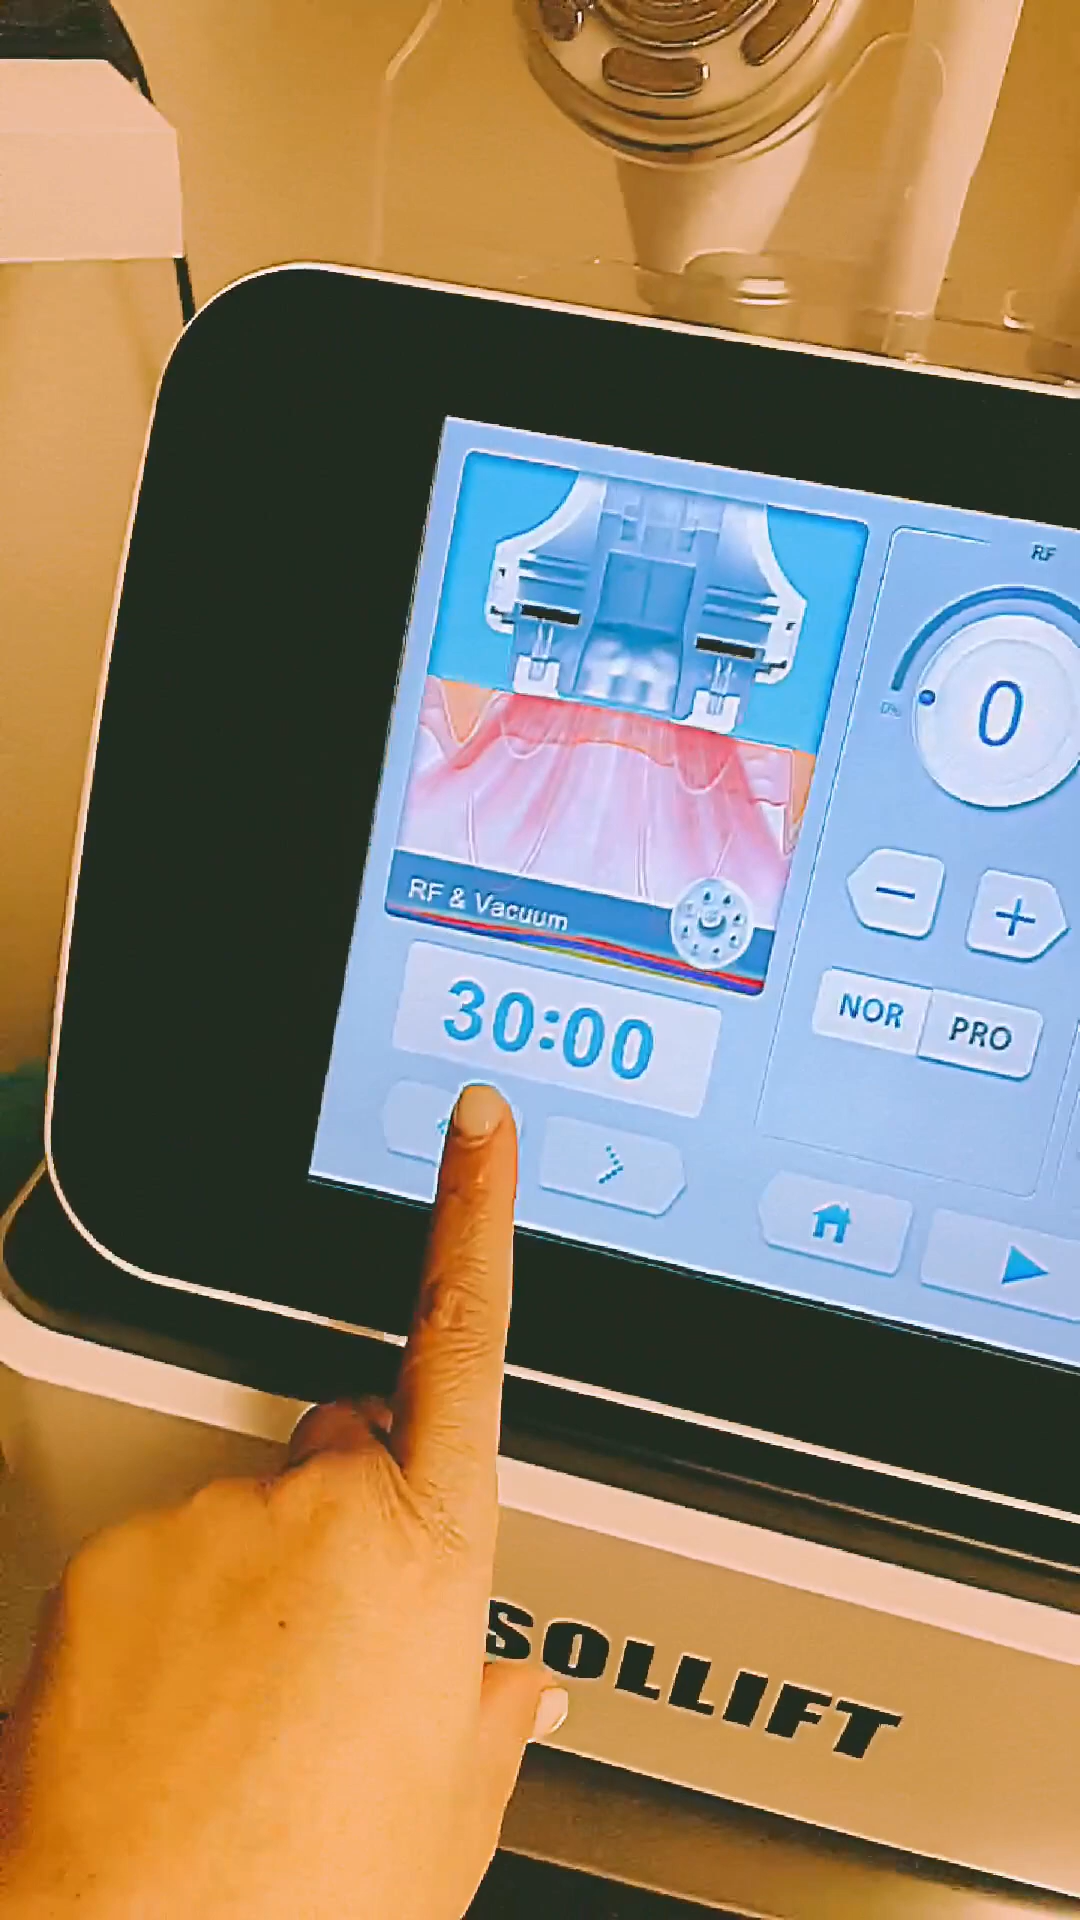 RF
0%
0
RF & Vacuum
NOR PRO
30:00
SOLLIFT